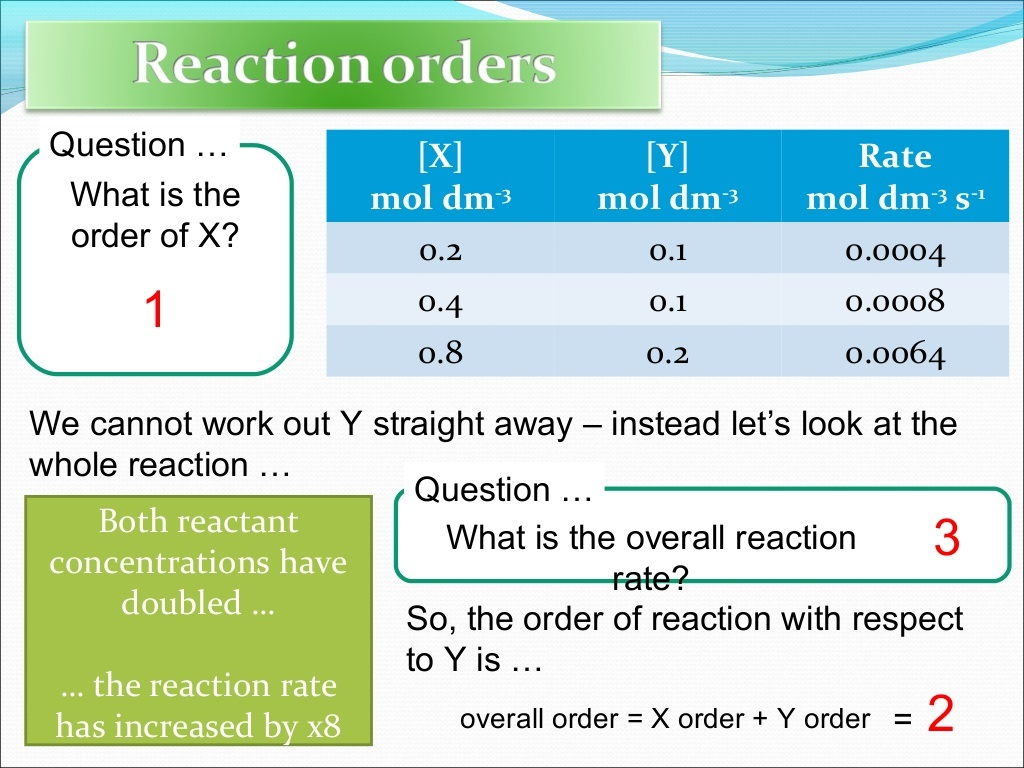 Reaction orders
Question …
What is the
order of X?
1
[X] [Y] Rate
mol dm-3 mol dm-3 mol dm-3 s-1
0.2 0.1 0.0004
0.4 0.1 0.0008
0.8 0.2 0.0064
We cannot work out Y straight away – instead let’s look at the
whole reaction …
Both reactant
concentrations have
doubled …
… the reaction rate
has increased by x8
Question …
What is the overall reaction
rate?
3
So, the order of reaction with respect
to Y is …
overall order = X order + Y order = 2